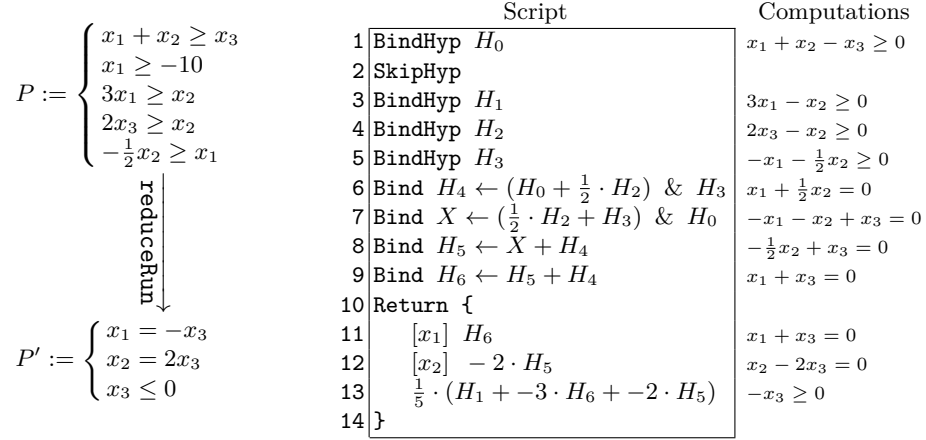 Script Computations
P := { x₁ + x₂ ≥ x₃
x₁ ≥ −10
3x₁ ≥ x₂
2x₃ ≥ x₂
−½x₂ ≥ x₁
reduceRun
P′ := { x₁ = −x₃
x₂ = 2x₃
x₃ ≤ 0
1 BindHyp H₀ x₁ + x₂ − x₃ ≥ 0
2 SkipHyp
3 BindHyp H₁ 3x₁ − x₂ ≥ 0
4 BindHyp H₂ 2x₃ − x₂ ≥ 0
5 BindHyp H₃ −x₁ − ½x₂ ≥ 0
6 Bind H₄ ← (H₀ + ½ · H₂) & H₃ x₁ + ½x₂ = 0
7 Bind X ← (½ · H₂ + H₃) & H₀ −x₁ − x₂ + x₃ = 0
8 Bind H₅ ← X + H₄ −½x₂ + x₃ = 0
9 Bind H₆ ← H₅ + H₄ x₁ + x₃ = 0
10 Return {
11 [x₁] H₆ x₁ + x₃ = 0
12 [x₂] − 2 · H₅ x₂ − 2x₃ = 0
13 ⅕ · (H₁ + −3 · H₆ + −2 · H₅) −x₃ ≥ 0
14 }